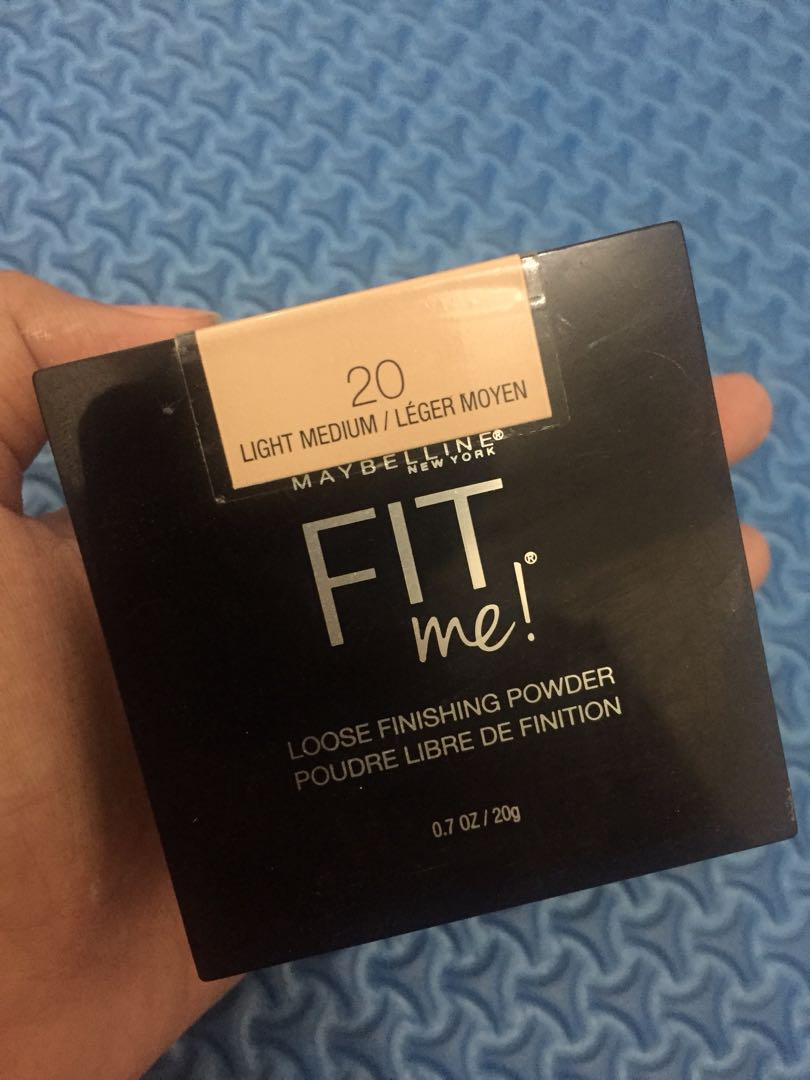 20
LIGHT MEDIUM / LÉGER MOYEN
MAYBELLINE®
NEW YORK
FIT
me!®
LOOSE FINISHING POWDER
POUDRE LIBRE DE FINITION
0.7 OZ / 20g